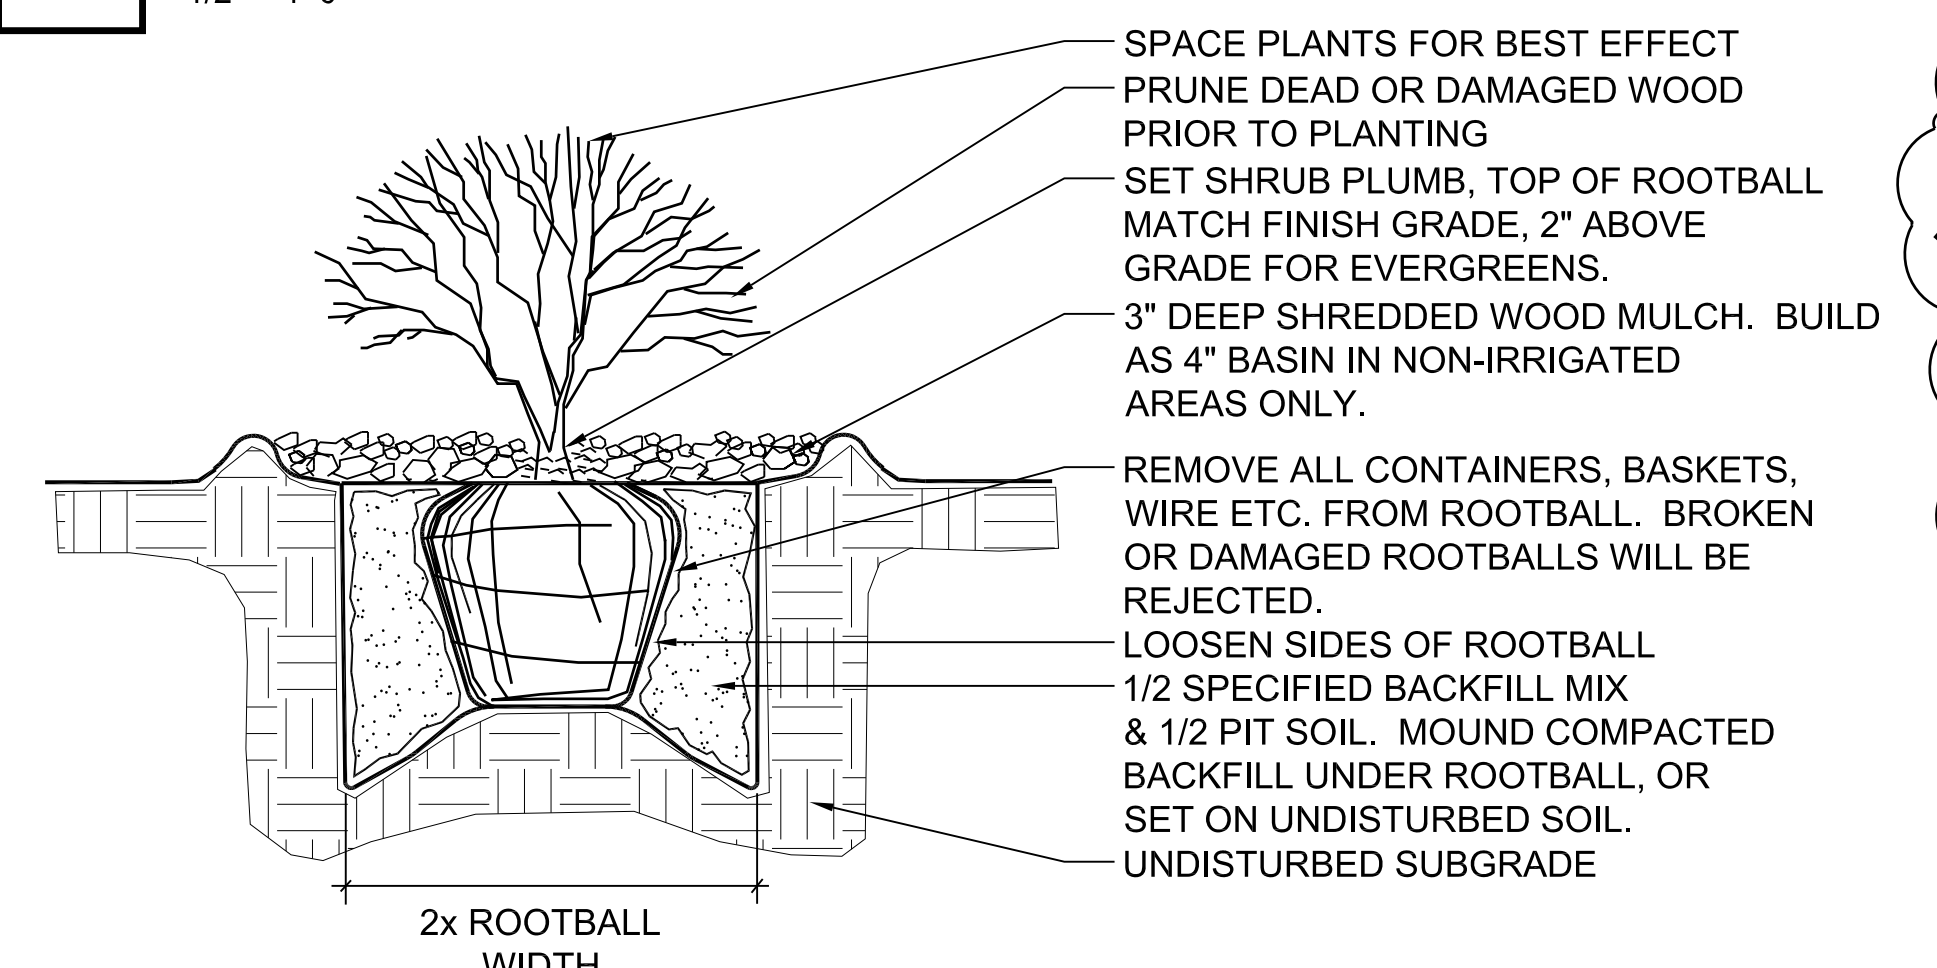 SPACE PLANTS FOR BEST EFFECT
PRUNE DEAD OR DAMAGED WOOD
PRIOR TO PLANTING
SET SHRUB PLUMB, TOP OF ROOTBALL
MATCH FINISH GRADE, 2" ABOVE
GRADE FOR EVERGREENS.
3" DEEP SHREDDED WOOD MULCH. BUILD
AS 4" BASIN IN NON-IRRIGATED
AREAS ONLY.
REMOVE ALL CONTAINERS, BASKETS,
WIRE ETC. FROM ROOTBALL. BROKEN
OR DAMAGED ROOTBALLS WILL BE
REJECTED.
LOOSEN SIDES OF ROOTBALL
1/2 SPECIFIED BACKFILL MIX
& 1/2 PIT SOIL. MOUND COMPACTED
BACKFILL UNDER ROOTBALL, OR
SET ON UNDISTURBED SOIL.
UNDISTURBED SUBGRADE
2x ROOTBALL
WIDTH